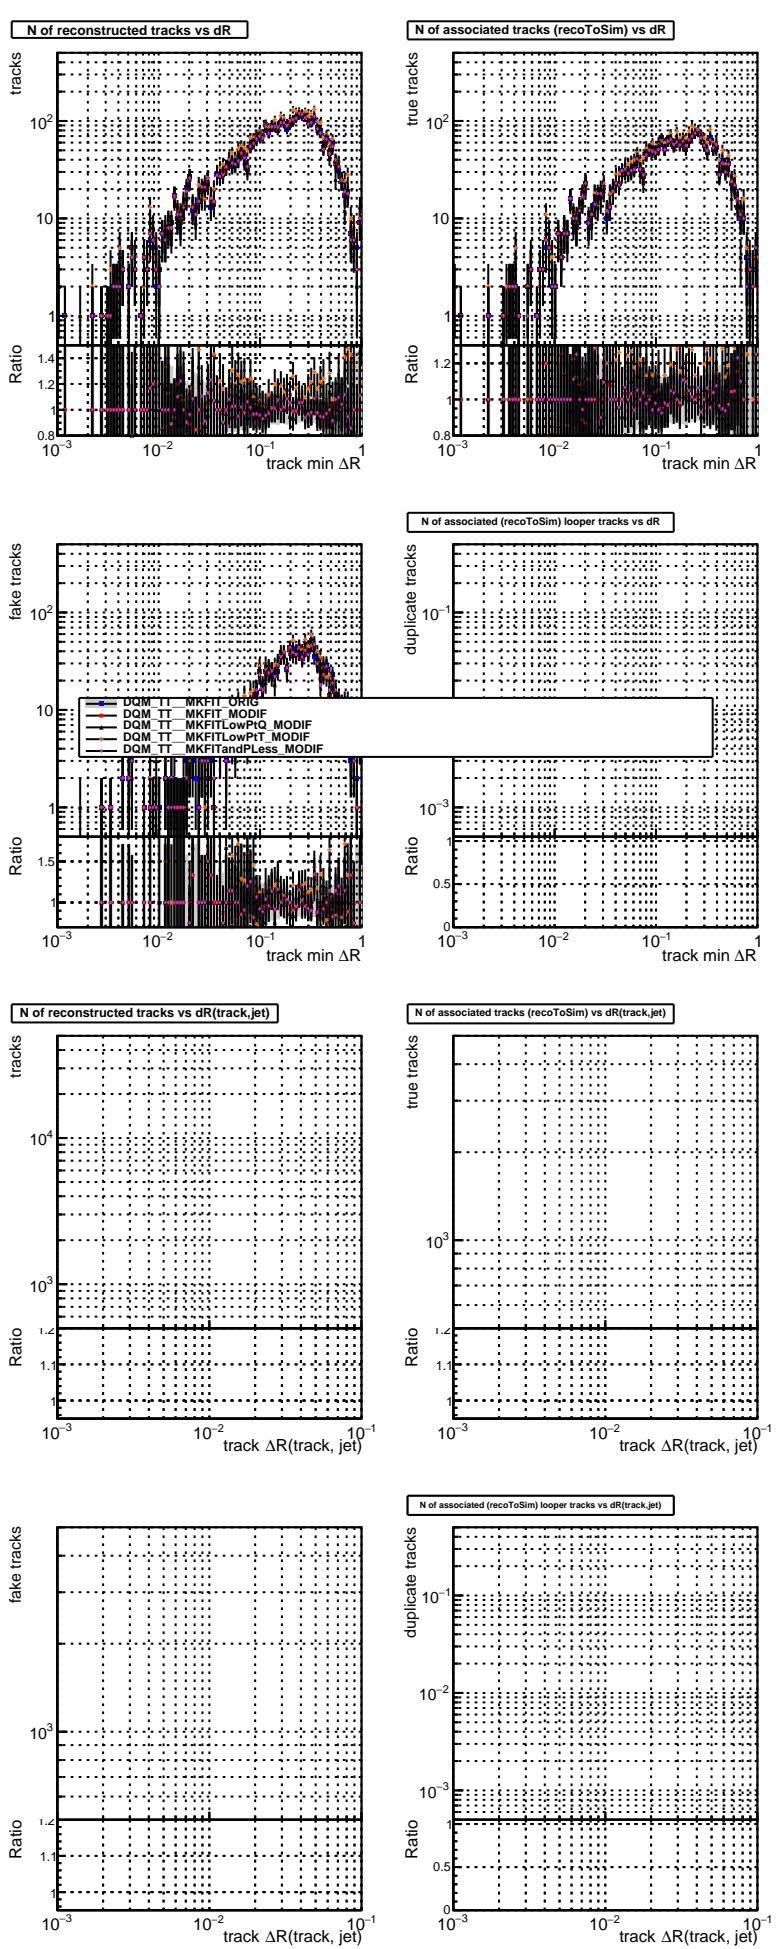 N of reconstructed tracks vs dR
tracks
10²
10
1
Ratio
1.4
1.2
1
0.8
10⁻³
10⁻²
10⁻¹
1
track min ΔR
N of associated tracks (recoToSim) vs dR
true tracks
10²
10
1
Ratio
1.2
1
0.8
10⁻³
10⁻²
10⁻¹
1
track min ΔR
fake tracks
10²
10
1
Ratio
1.5
1
10⁻³
10⁻²
10⁻¹
1
track min ΔR
N of associated (recoToSim) looper tracks vs dR
duplicate tracks
10⁻¹
10⁻³
Ratio
1
0.5
0
10⁻³
10⁻²
10⁻¹
1
track min ΔR
DQM_TT__MKFIT_ORIG
DQM_TT__MKFIT_MODIF
DQM_TT__MKFITLowPtQ_MODIF
DQM_TT__MKFITLowPtT_MODIF
DQM_TT__MKFITandPLess_MODIF
N of reconstructed tracks vs dR(track,jet)
tracks
10⁴
10³
Ratio
1.2
1.1
1
10⁻³
10⁻²
10⁻¹
track ΔR(track, jet)
N of associated tracks (recoToSim) vs dR(track,jet)
true tracks
10³
Ratio
1.2
1.1
1
10⁻³
10⁻²
10⁻¹
track ΔR(track, jet)
fake tracks
10³
Ratio
1.2
1.1
1
10⁻³
10⁻²
10⁻¹
track ΔR(track, jet)
N of associated (recoToSim) looper tracks vs dR(track,jet)
duplicate tracks
10⁻¹
10⁻²
10⁻³
Ratio
1
0.5
0
10⁻³
10⁻²
10⁻¹
track ΔR(track, jet)